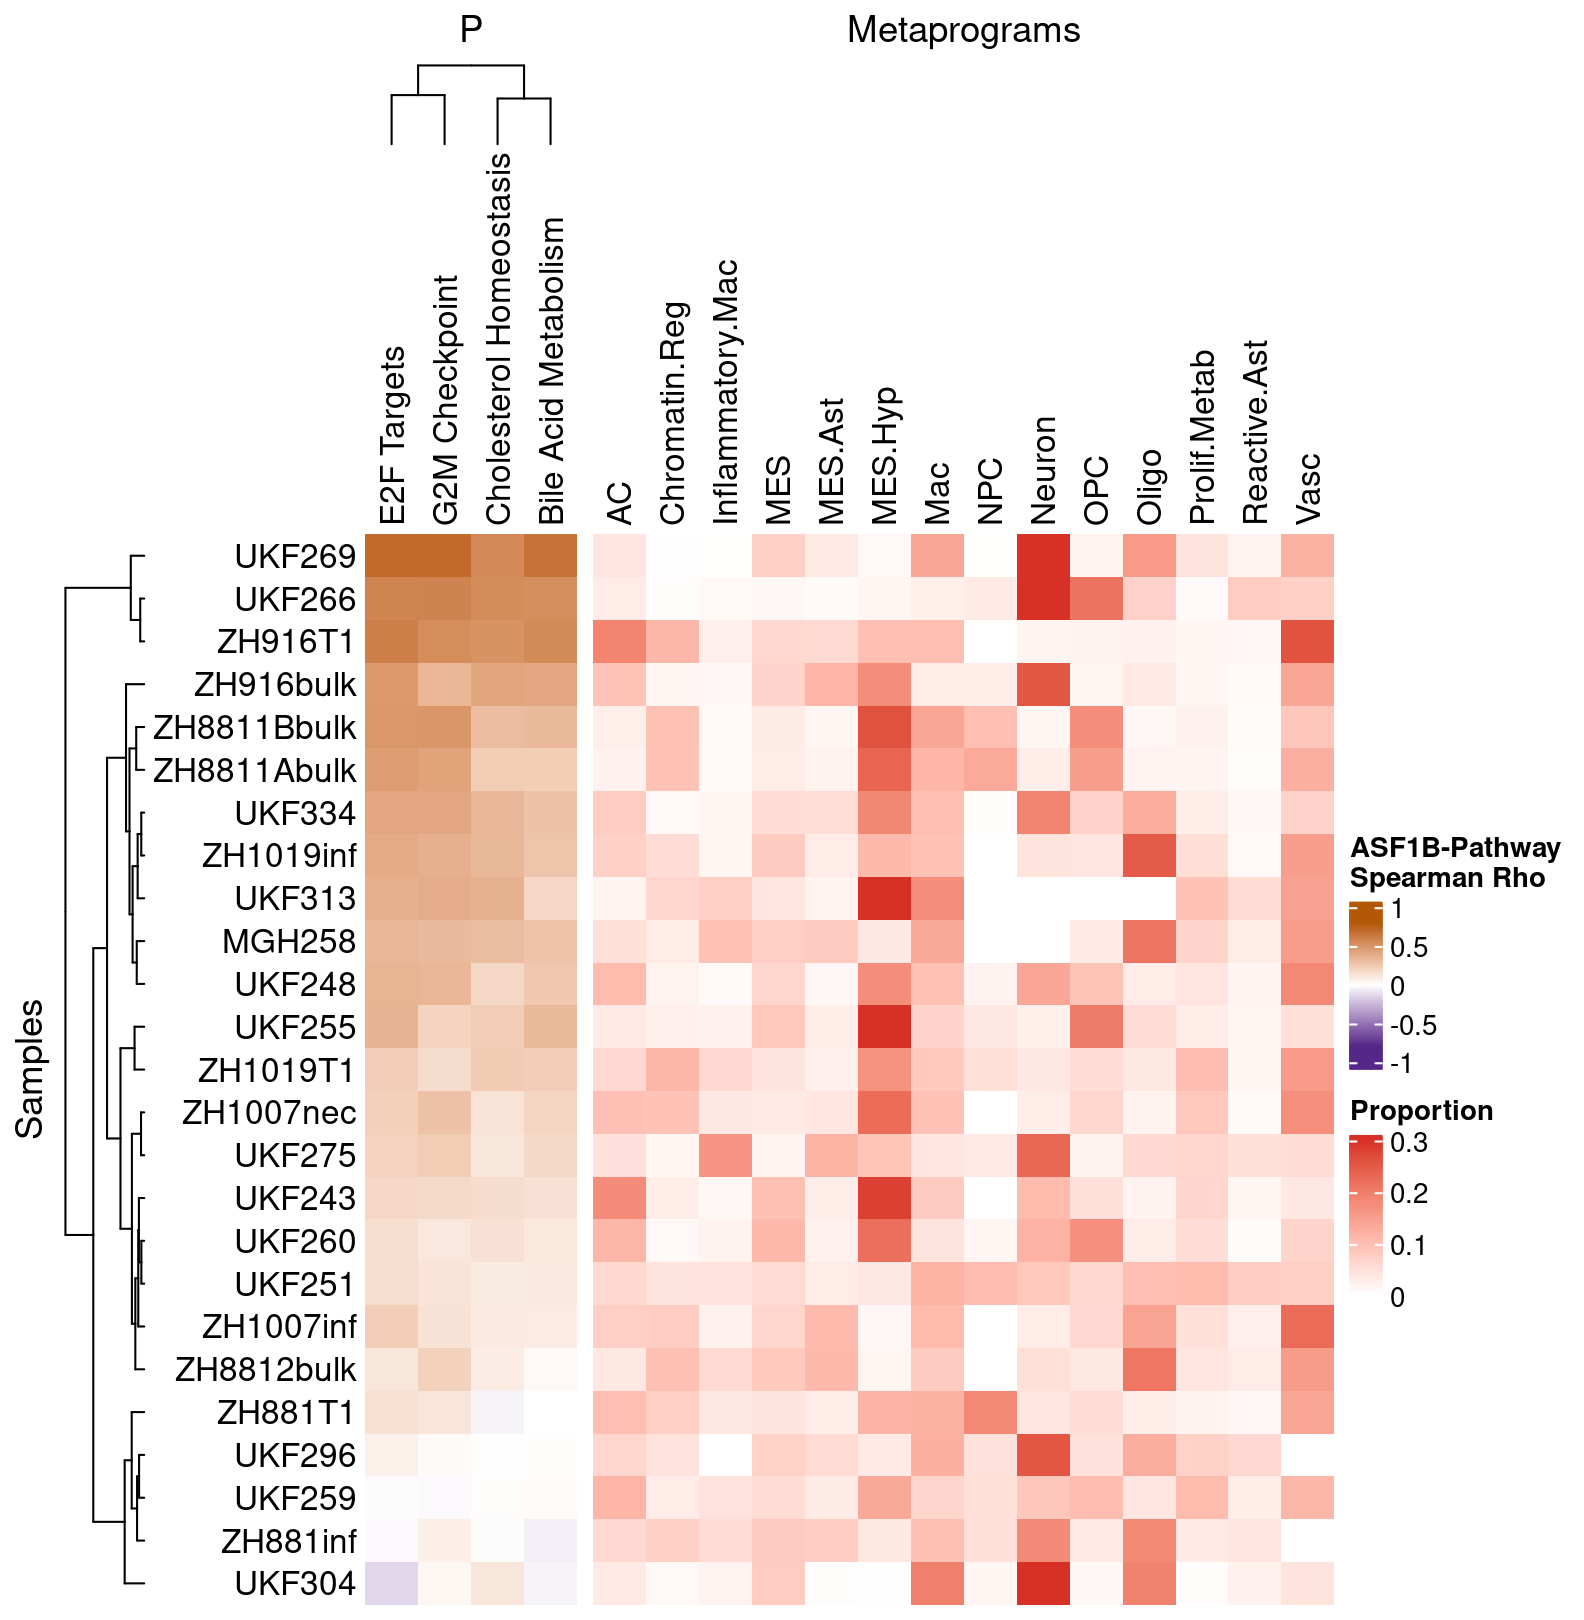 P
Metaprograms
E2F Targets
G2M Checkpoint
Cholesterol Homeostasis
Bile Acid Metabolism
AC
Chromatin.Reg
Inflammatory.Mac
MES
MES.Ast
MES.Hyp
Mac
NPC
Neuron
OPC
Oligo
Prolif.Metab
Reactive.Ast
Vasc
Samples
UKF269
UKF266
ZH916T1
ZH916bulk
ZH8811Bbulk
ZH8811Abulk
UKF334
ZH1019inf
UKF313
MGH258
UKF248
UKF255
ZH1019T1
ZH1007nec
UKF275
UKF243
UKF260
UKF251
ZH1007inf
ZH8812bulk
ZH881T1
UKF296
UKF259
ZH881inf
UKF304
ASF1B-Pathway
Spearman Rho
1
0.5
0
-0.5
-1
Proportion
0.3
0.2
0.1
0